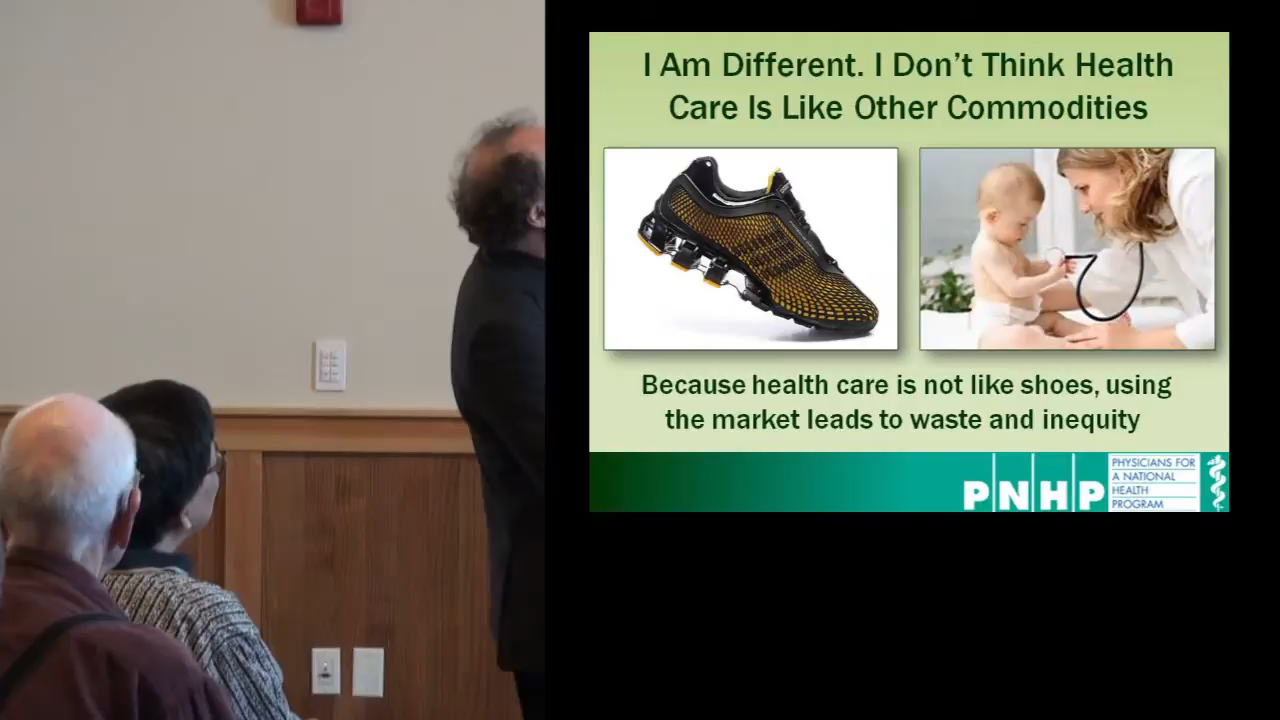 I Am Different. I Don't Think Health
Care Is Like Other Commodities
Because health care is not like shoes, using
the market leads to waste and inequity
PNHP
PHYSICIANS FOR
A NATIONAL
HEALTH
PROGRAM